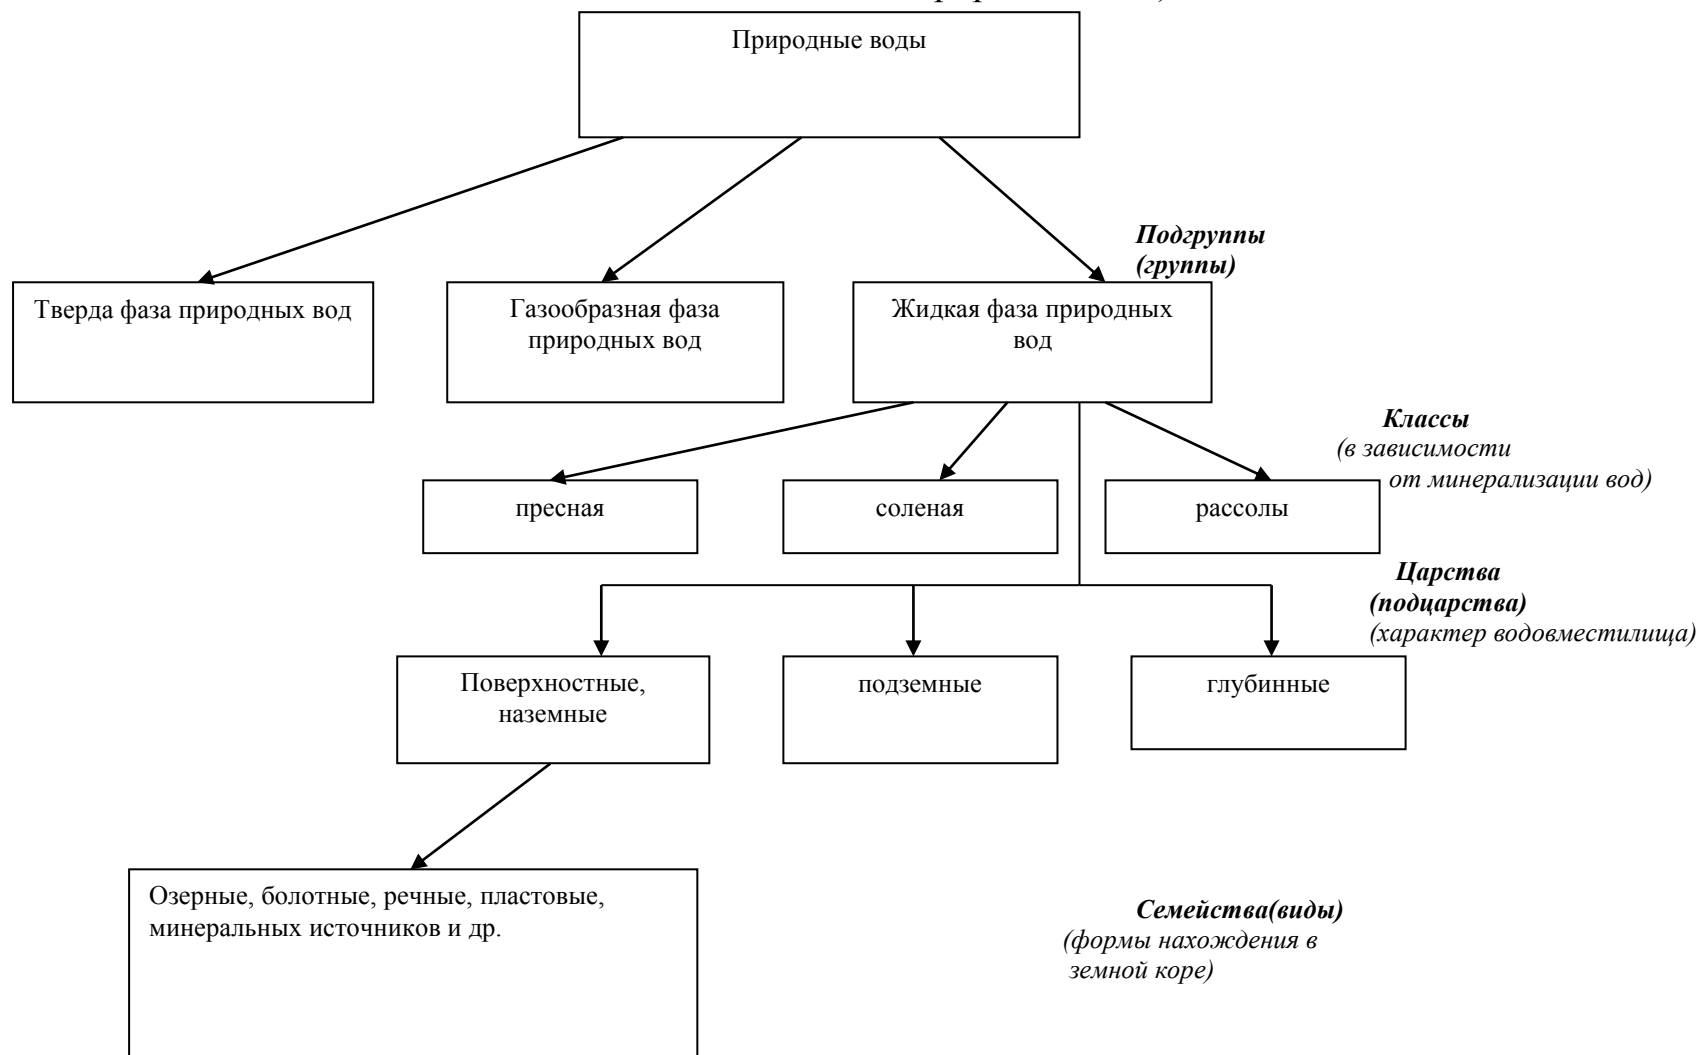 Природные воды
Подгруппы
(группы)
Тверда фаза природных вод
Газообразная фаза
природных вод
Жидкая фаза природных
вод
Классы
(в зависимости
от минерализации вод)
пресная
соленая
рассолы
Царства
(подцарства)
(характер водовместилища)
Поверхностные,
наземные
подземные
глубинные
Озерные, болотные, речные, пластовые,
минеральных источников и др.
Семейства(виды)
(формы нахождения в
земной коре)